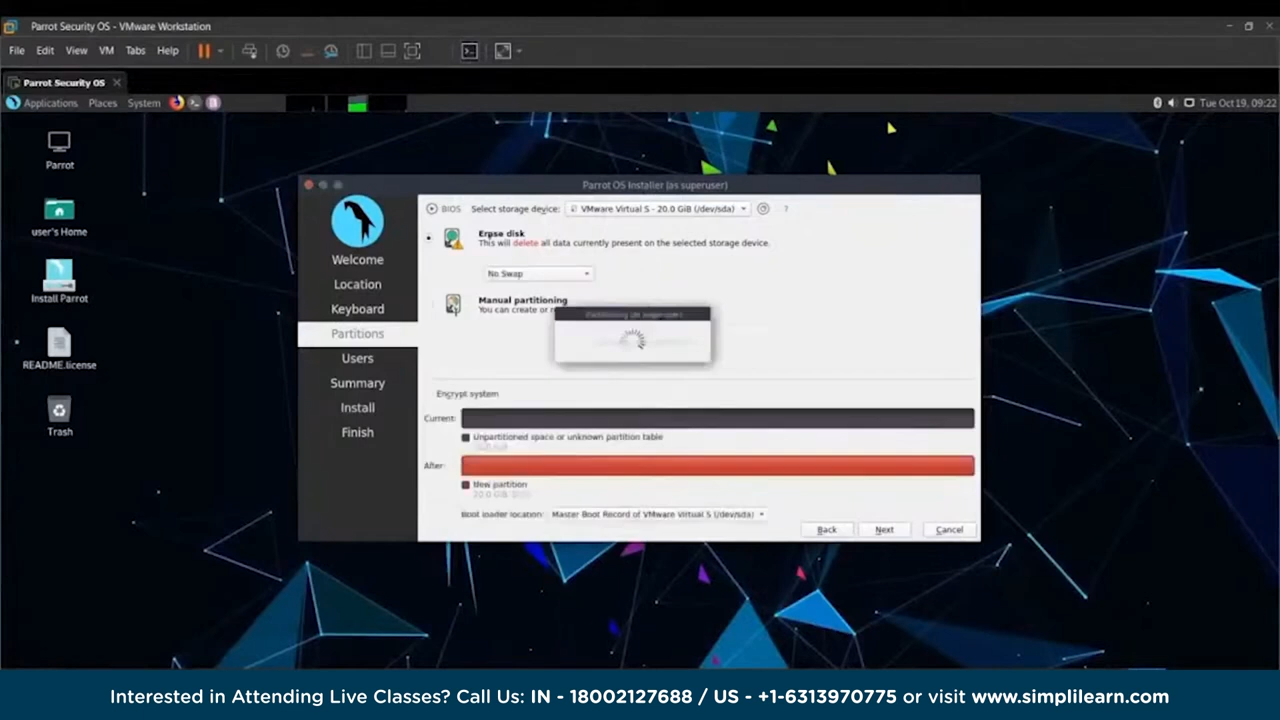 Parrot Security OS - VMware Workstation
File Edit View VM Tabs Help
Parrot Security OS
Applications Places System
Tue Oct 19, 09:22
Parrot
user's Home
Install Parrot
README.license
Trash
Parrot OS Installer (as superuser)
Welcome
Location
Keyboard
Partitions
Users
Summary
Install
Finish
BIOS Select storage device: VMware Virtual S - 20.0 GiB (/dev/sda) ?
Erase disk
This will delete all data currently present on the selected storage device.
No Swap
Manual partitioning
You can create or
Partitioning (as superuser)
Encrypt system
Current:
Unpartitioned space or unknown partition table
After:
New partition
20.0 GiB
Boot loader location: Master Boot Record of VMware Virtual S (/dev/sda)
Back Next Cancel
Interested in Attending Live Classes? Call Us: IN - 18002127688 / US - +1-6313970775 or visit www.simplilearn.com